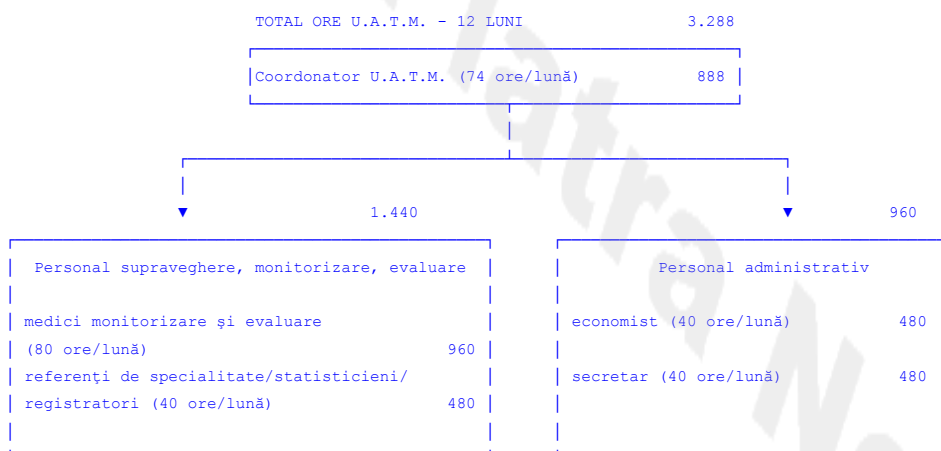 TOTAL ORE U.A.T.M. - 12 LUNI 3.288
Coordonator U.A.T.M. (74 ore/lună) 888
1.440
960
Personal supraveghere, monitorizare, evaluare
medici monitorizare şi evaluare
(80 ore/lună) 960
referenţi de specialitate/statisticieni/
registratori (40 ore/lună) 480
Personal administrativ
economist (40 ore/lună) 480
secretar (40 ore/lună) 480